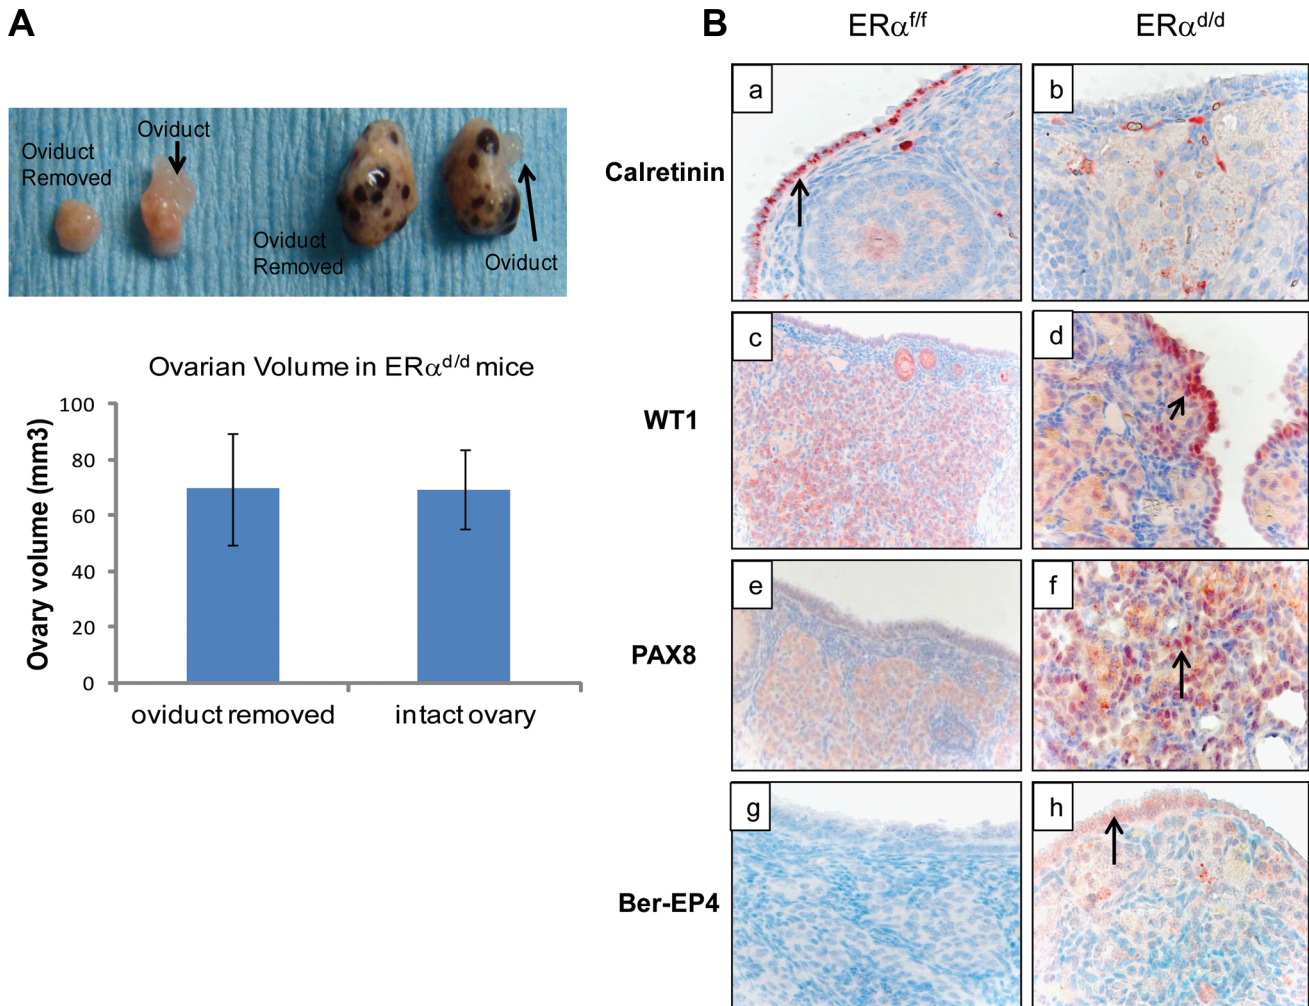 A
Oviduct
Removed
Oviduct
Oviduct
Removed
Oviduct
Ovarian Volume in ERαd/d mice
Ovary volume (mm3)
100
80
60
40
20
0
oviduct removed
intact ovary
B
ERαf/f
ERαd/d
Calretinin
a
b
WT1
c
d
PAX8
e
f
Ber-EP4
g
h